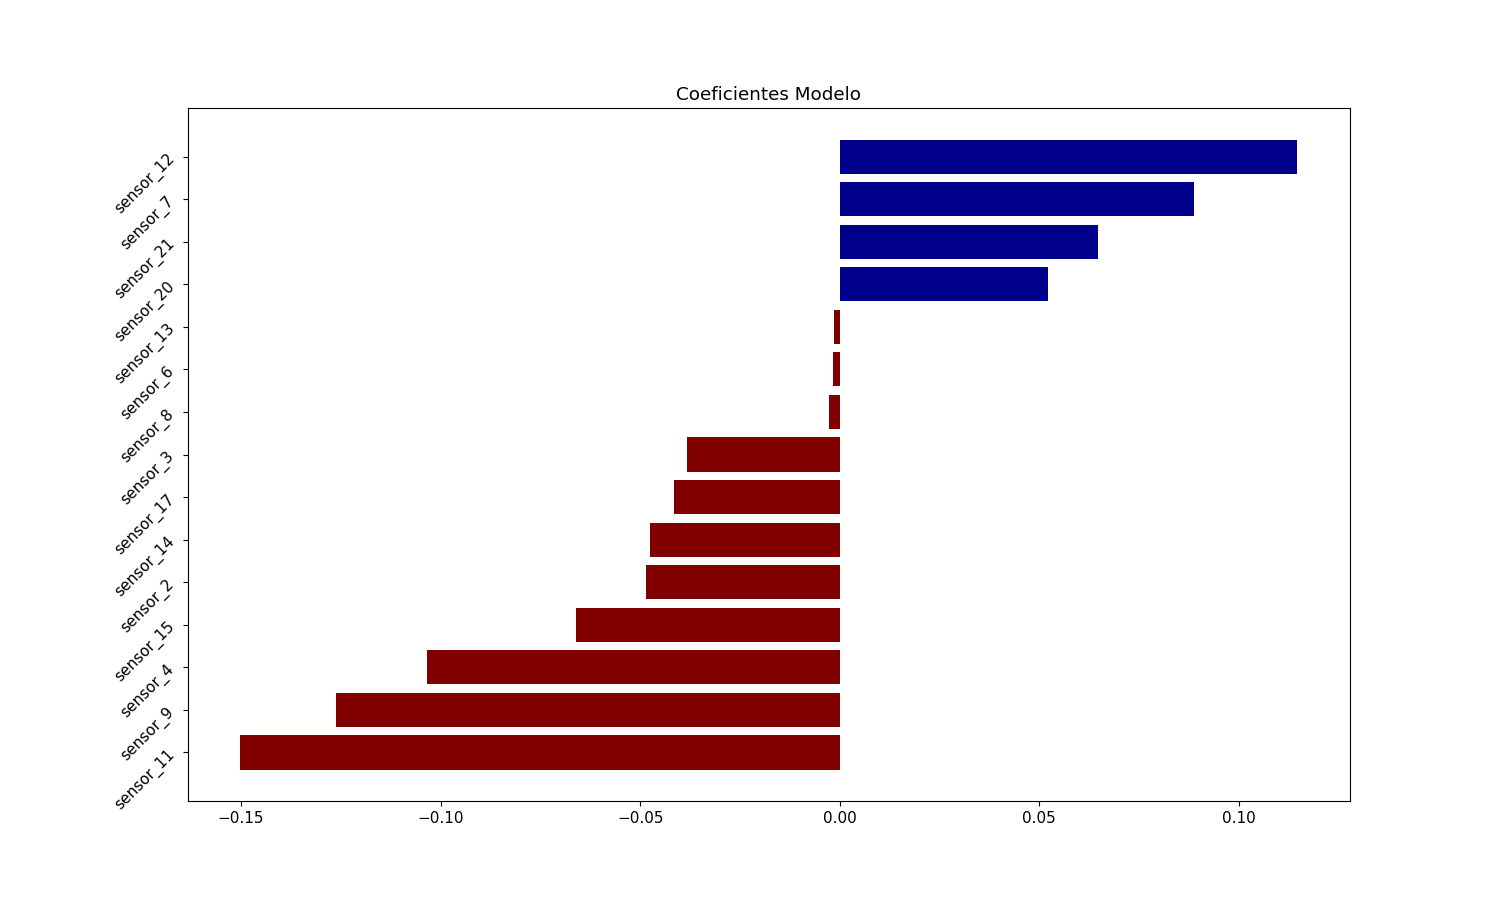 Coeficientes Modelo
sensor_12
sensor_7
sensor_21
sensor_20
sensor_13
sensor_6
sensor_8
sensor_3
sensor_17
sensor_14
sensor_2
sensor_15
sensor_4
sensor_9
sensor_11
−0.15 −0.10 −0.05 0.00 0.05 0.10